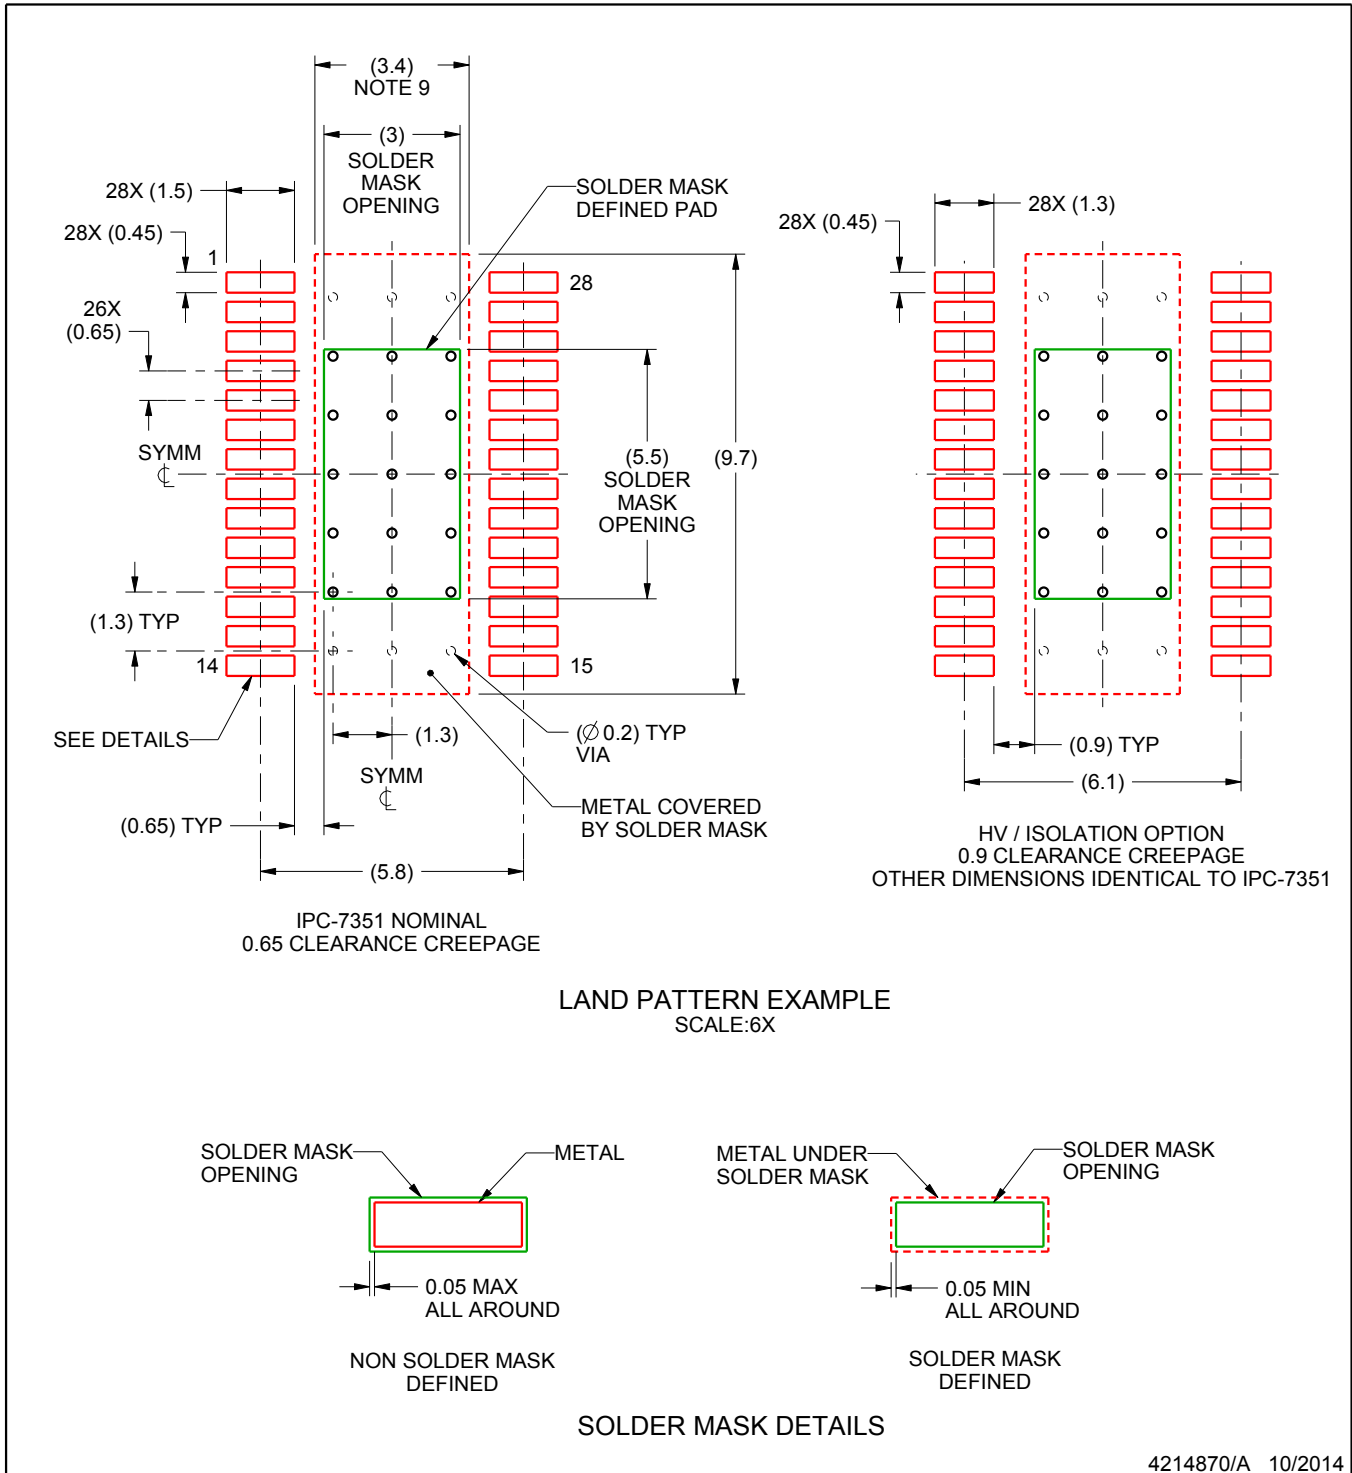 (3.4)
NOTE 9
(3)
SOLDER
MASK
OPENING
28X (1.5)
SOLDER MASK
DEFINED PAD
28X (0.45)
1
28
26X
(0.65)
SYMM
℄
(5.5)
SOLDER
MASK
OPENING
(9.7)
(1.3) TYP
14
15
SEE DETAILS
(1.3)
(∅ 0.2) TYP
VIA
SYMM
℄
METAL COVERED
BY SOLDER MASK
(0.65) TYP
(5.8)
IPC-7351 NOMINAL
0.65 CLEARANCE CREEPAGE
28X (1.3)
28X (0.45)
(0.9) TYP
(6.1)
HV / ISOLATION OPTION
0.9 CLEARANCE CREEPAGE
OTHER DIMENSIONS IDENTICAL TO IPC-7351
LAND PATTERN EXAMPLE
SCALE:6X
SOLDER MASK
OPENING
METAL
0.05 MAX
ALL AROUND
NON SOLDER MASK
DEFINED
METAL UNDER
SOLDER MASK
SOLDER MASK
OPENING
0.05 MIN
ALL AROUND
SOLDER MASK
DEFINED
SOLDER MASK DETAILS
4214870/A 10/2014